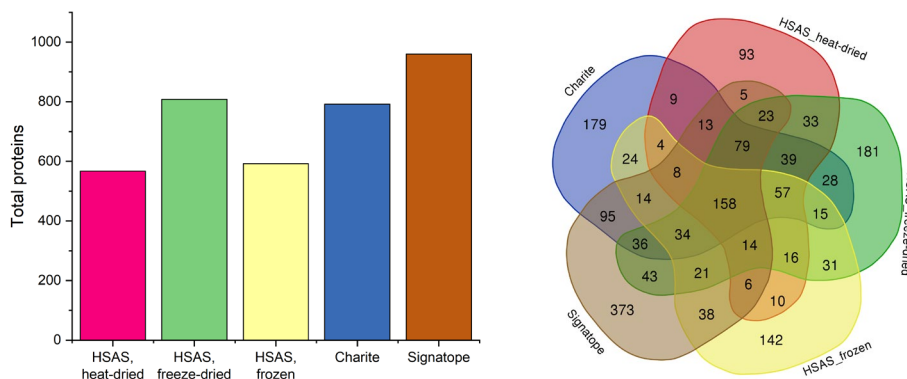 Total proteins
1000
800
600
400
200
0
HSAS,
heat-dried
HSAS,
freeze-dried
HSAS,
frozen
Charite
Signatope
HSAS_heat-dried
Charite
93
179
9
5
13
23
33
181
4
79
24
39
28
8
14
158
57
15
95
36
34
14
16
31
43
21
6
10
373
38
142
Signatope
HSAS_frozen